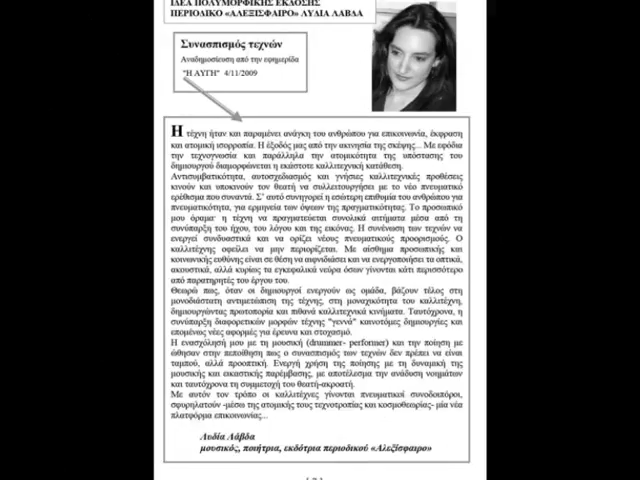 ΙΔΕΑ ΠΟΛΥΜΟΡΦΙΚΗΣ ΕΚΔΟΣΗΣ
ΠΕΡΙΟΔΙΚΟ «ΑΛΕΞΙΣΦΑΙΡΟ» ΛΥΔΙΑ ΛΑΒΔΑ
Συνασπισμός τεχνών
Αναδημοσίευση από την εφημερίδα
"Η ΑΥΓΗ" 4/11/2009
Η τέχνη ήταν και παραμένει ανάγκη του ανθρώπου για επικοινωνία, έκφραση
και ατομική ισορροπία. Η έξοδός μας από την ακινησία της σκέψης... Με εφόδια
την τεχνογνωσία και παράλληλα την ατομικότητα της υπόστασης του
δημιουργού διαμορφώνεται η εκάστοτε καλλιτεχνική κατάθεση.
Αντισυμβατικότητα, αυτοσχεδιασμός και γνήσιες καλλιτεχνικές προθέσεις
κινούν και υποκινούν τον θεατή να συλλειτουργήσει με το νέο πνευματικό
ερέθισμα που συναντά. Σ' αυτό συνηγορεί η εσώτερη επιθυμία του ανθρώπου για
πνευματικότητα, για ερμηνεία των όψεων της πραγματικότητας. Το προσωπικό
μου όραμα· η τέχνη να πραγματεύεται συνολικά αιτήματα μέσα από τη
συνύπαρξη του ήχου, του λόγου και της εικόνας. Η συνένωση των τεχνών να
ενεργεί συνδυαστικά και να ορίζει νέους πνευματικούς προορισμούς. Ο
καλλιτέχνης οφείλει να μην περιορίζεται. Με αίσθημα προσωπικής και
κοινωνικής ευθύνης είναι σε θέση να αιφνιδιάσει και να ενεργοποιήσει τα οπτικά,
ακουστικά, αλλά κυρίως τα εγκεφαλικά νεύρα όσων γίνονται κάτι περισσότερο
από παρατηρητές του έργου του.
Θεωρώ πως, όταν οι δημιουργοί ενεργούν ως ομάδα, βάζουν τέλος στη
μονοδιάστατη αντιμετώπιση της τέχνης, στη μοναχικότητα του καλλιτέχνη,
δημιουργώντας πρωτοπορία και πιθανά καλλιτεχνικά κινήματα. Ταυτόχρονα, η
συνύπαρξη διαφορετικών μορφών τέχνης "γεννά" καινοτόμες δημιουργίες και
επομένως νέες αφορμές για έρευνα και στοχασμό.
Η ενασχόλησή μου με τη μουσική (drummer- performer) και την ποίηση με
ώθησαν στην πεποίθηση πως ο συνασπισμός των τεχνών δεν πρέπει να είναι
ταμπού, αλλά προοπτική. Ενεργή χρήση της ποίησης με τη δυναμική της
μουσικής και εικαστικής παρέμβασης, με αποτέλεσμα την ανάδυση νοημάτων
και ταυτόχρονα τη συμμετοχή του θεατή-ακροατή.
Με αυτόν τον τρόπο οι καλλιτέχνες γίνονται πνευματικοί συνοδοιπόροι,
σφυρηλατούν -μέσω της ατομικής τους τεχνοτροπίας και κοσμοθεωρίας- μία νέα
πλατφόρμα επικοινωνίας...
Λυδία Λάβδα
μουσικός, ποιήτρια, εκδότρια περιοδικού «Αλεξίσφαιρο»